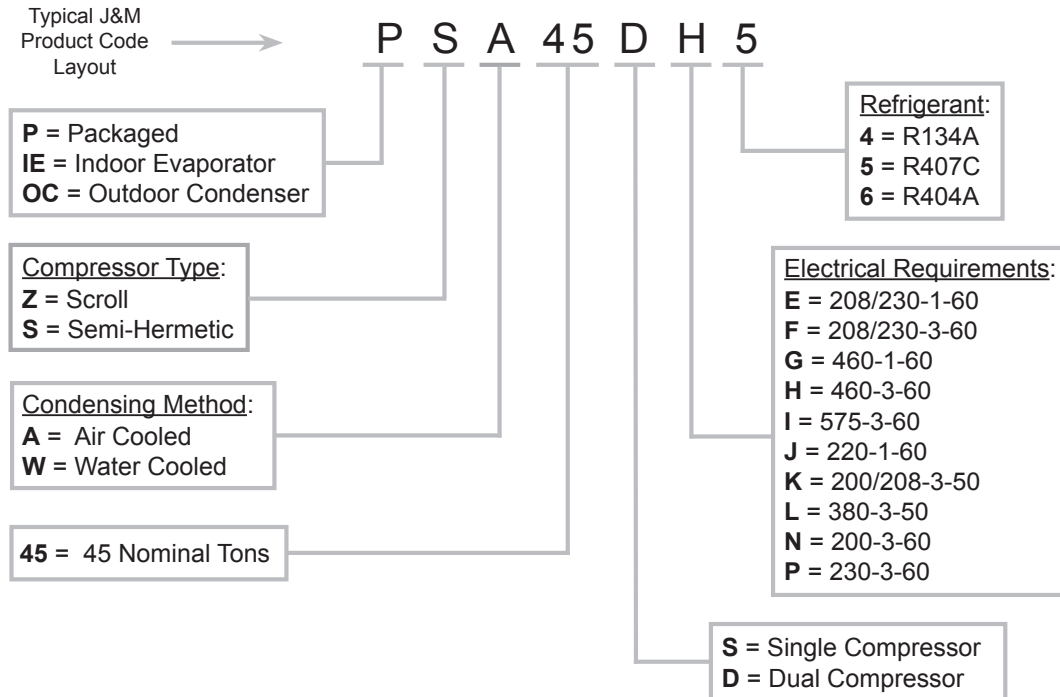 Typical J&M
Product Code
Layout
P S A 45 D H 5
P = Packaged
IE = Indoor Evaporator
OC = Outdoor Condenser
Refrigerant:
4 = R134A
5 = R407C
6 = R404A
Compressor Type:
Z = Scroll
S = Semi-Hermetic
Electrical Requirements:
E = 208/230-1-60
F = 208/230-3-60
G = 460-1-60
H = 460-3-60
I = 575-3-60
J = 220-1-60
K = 200/208-3-50
L = 380-3-50
N = 200-3-60
P = 230-3-60
Condensing Method:
A = Air Cooled
W = Water Cooled
45 = 45 Nominal Tons
S = Single Compressor
D = Dual Compressor